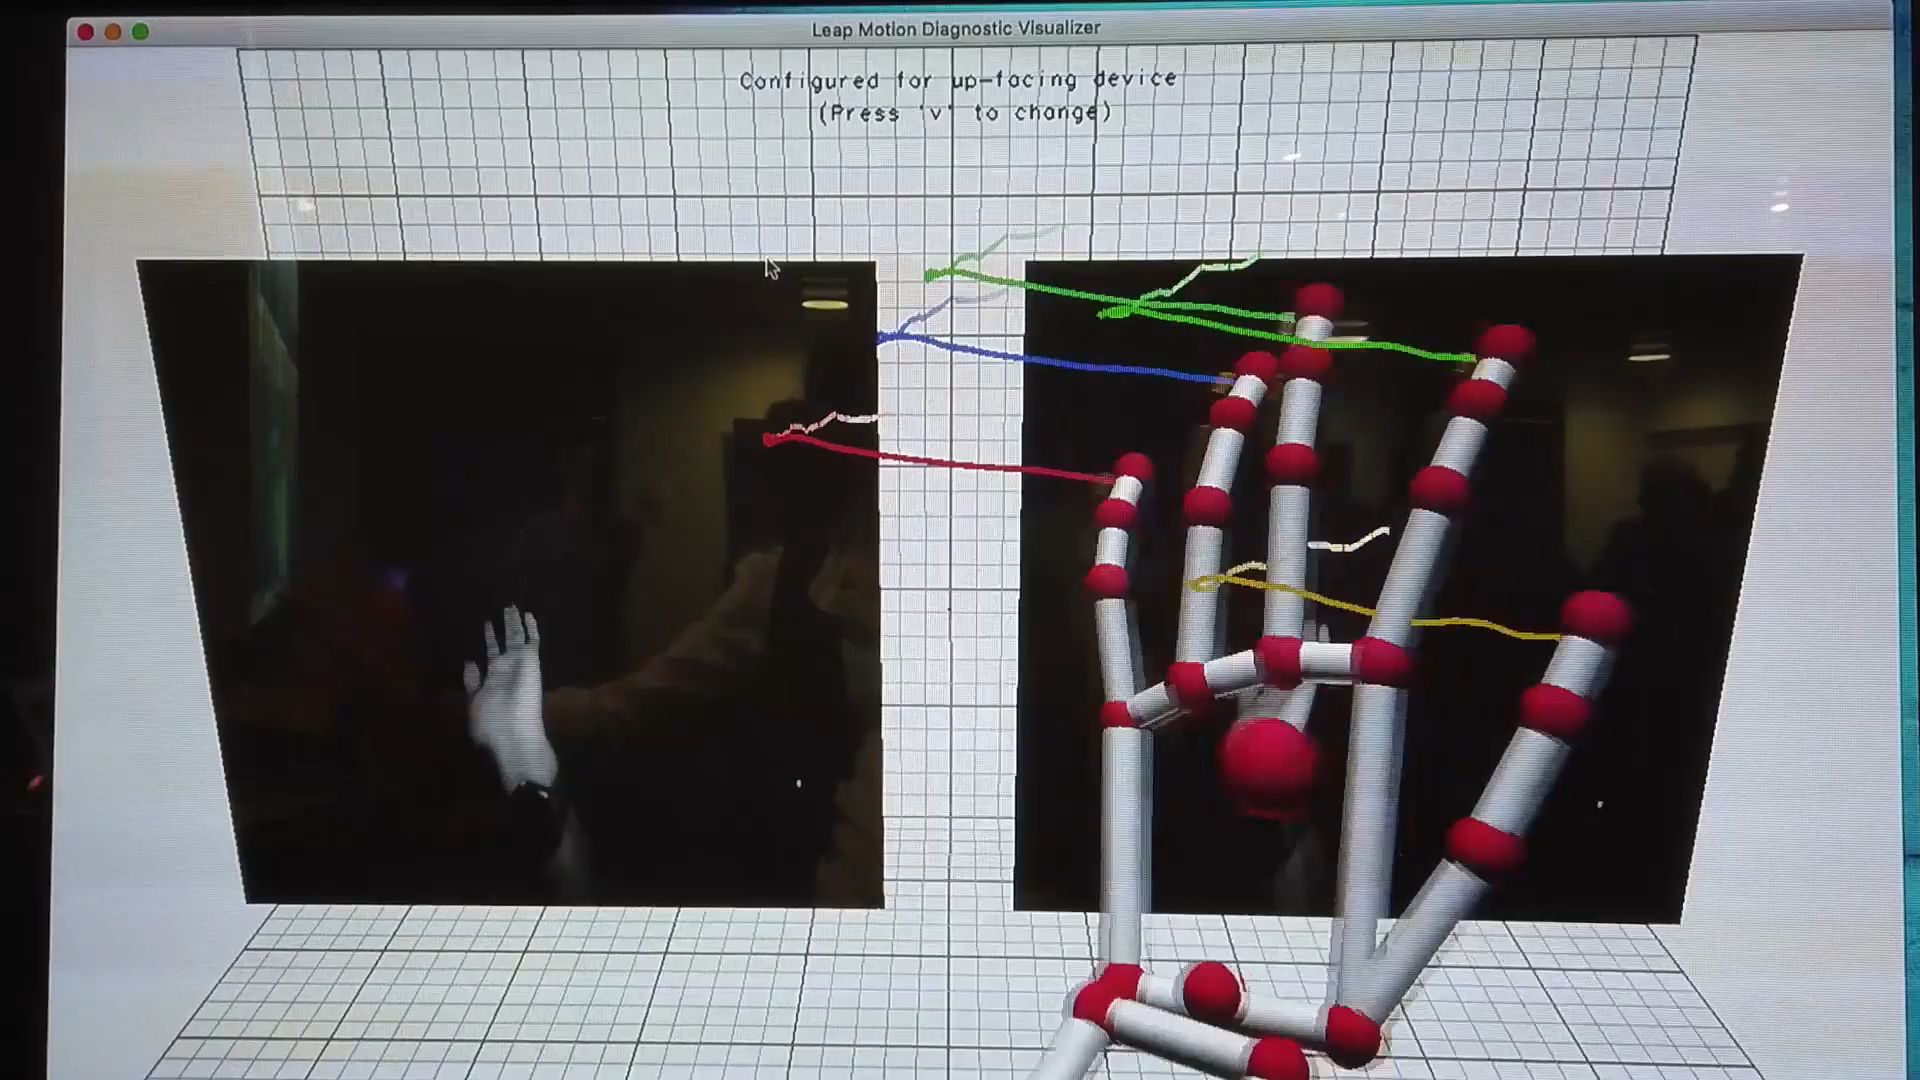 Leap Motion Diagnostic Visualizer
Configured for up-facing device
(Press 'v' to change)